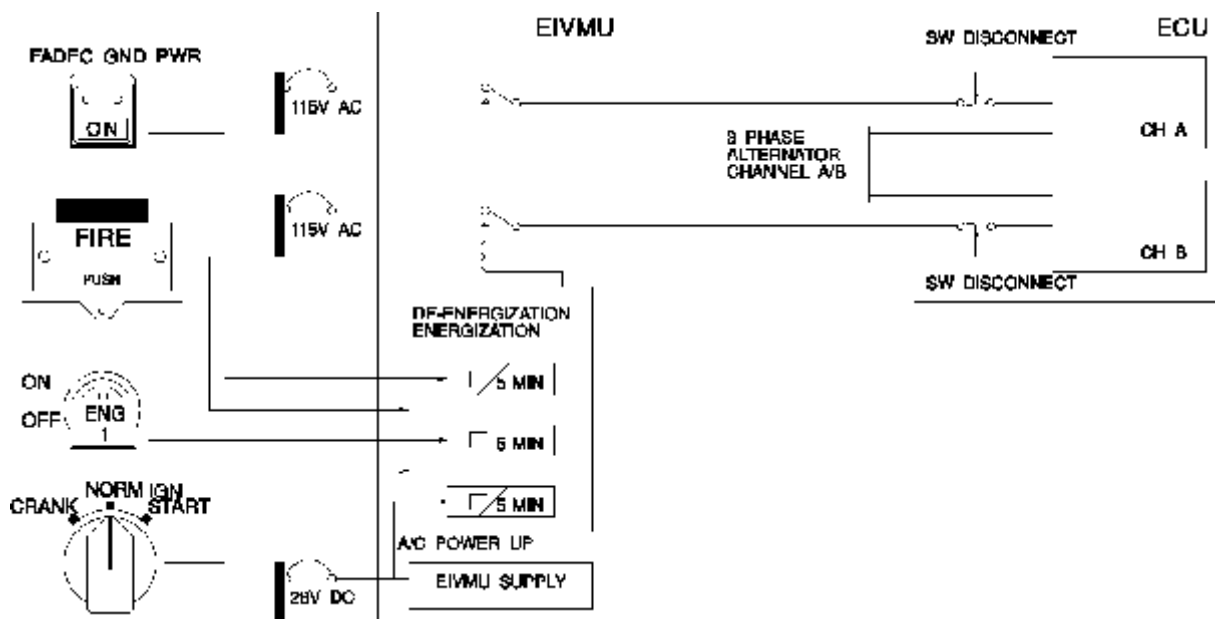 EIVMU
ECU
SW DISCONNECT
FADEC GND PWR
ON
115V AC
CH A
3 PHASE
ALTERNATOR
CHANNEL A/B
115V AC
FIRE
PUSH
CH B
SW DISCONNECT
DE-ENERGIZATION
ENERGIZATION
5 MIN
ON
OFF
ENG
1
5 MIN
5 MIN
NORM
CRANK
IGN
START
A/C POWER UP
EIVMU SUPPLY
28V DC